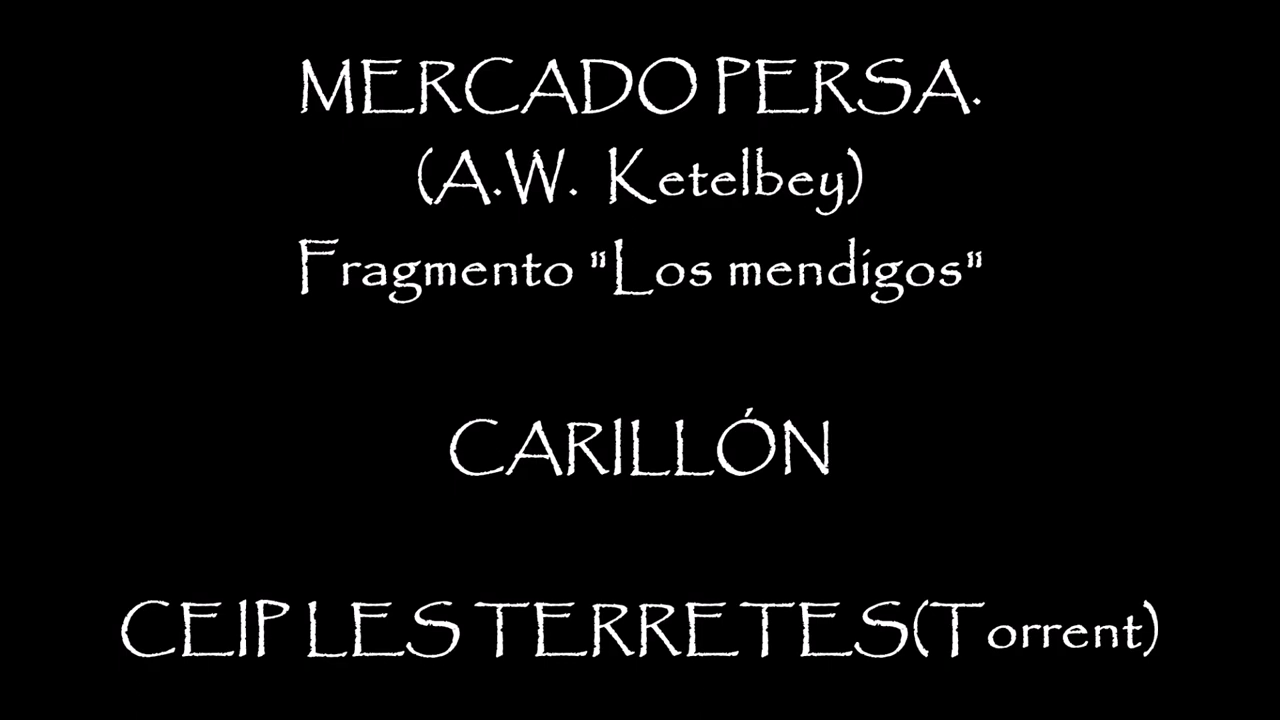 MERCADO PERSA.
(A.W. Ketelbey)
Fragmento "Los mendigos"
CARILLÓN
CEIP LES TERRETES(Torrent)